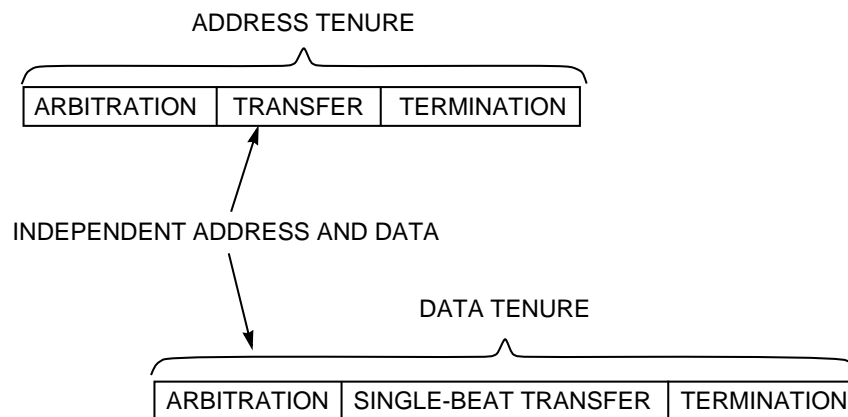 ADDRESS TENURE
ARBITRATION TRANSFER TERMINATION
INDEPENDENT ADDRESS AND DATA
DATA TENURE
ARBITRATION SINGLE-BEAT TRANSFER TERMINATION